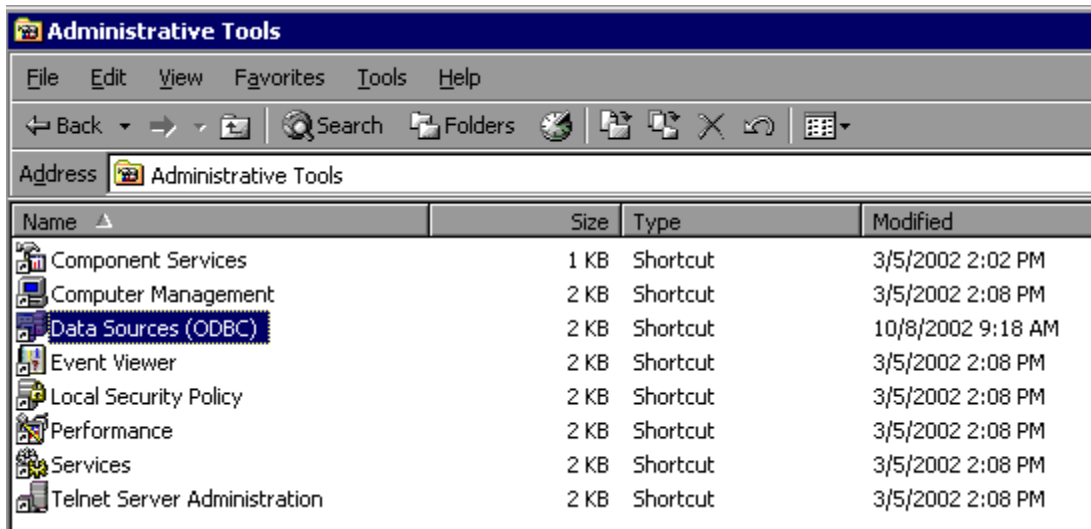 Administrative Tools
File Edit View Favorites Tools Help
Back Search Folders
Address Administrative Tools
Name Size Type Modified
Component Services 1 KB Shortcut 3/5/2002 2:02 PM
Computer Management 2 KB Shortcut 3/5/2002 2:08 PM
Data Sources (ODBC) 2 KB Shortcut 10/8/2002 9:18 AM
Event Viewer 2 KB Shortcut 3/5/2002 2:08 PM
Local Security Policy 2 KB Shortcut 3/5/2002 2:08 PM
Performance 2 KB Shortcut 3/5/2002 2:08 PM
Services 2 KB Shortcut 3/5/2002 2:08 PM
Telnet Server Administration 2 KB Shortcut 3/5/2002 2:08 PM